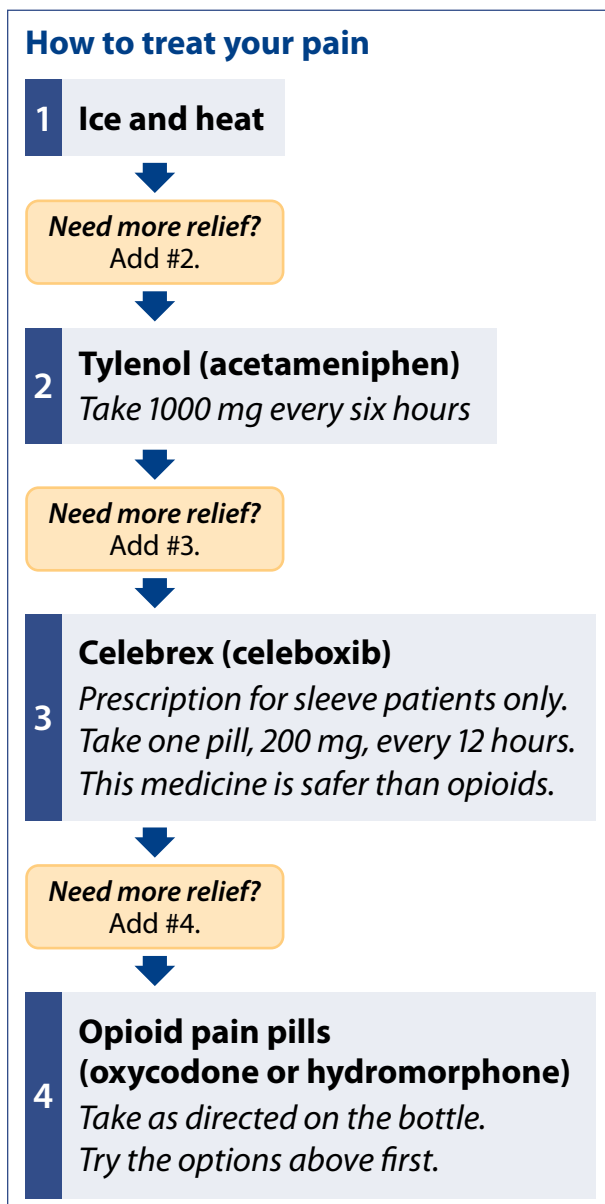 How to treat your pain
1 Ice and heat
Need more relief?
Add #2.
2 Tylenol (acetameniphen)
Take 1000 mg every six hours
Need more relief?
Add #3.
3 Celebrex (celeboxib)
Prescription for sleeve patients only.
Take one pill, 200 mg, every 12 hours.
This medicine is safer than opioids.
Need more relief?
Add #4.
4 Opioid pain pills
(oxycodone or hydromorphone)
Take as directed on the bottle.
Try the options above first.